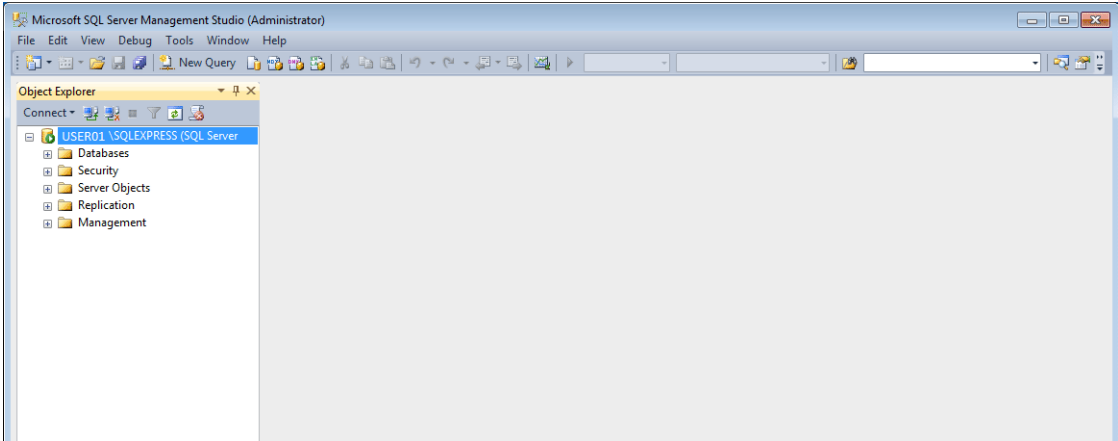 Microsoft SQL Server Management Studio (Administrator)
File Edit View Debug Tools Window Help
New Query
Object Explorer
Connect
USER01 \SQLEXPRESS (SQL Server
Databases
Security
Server Objects
Replication
Management